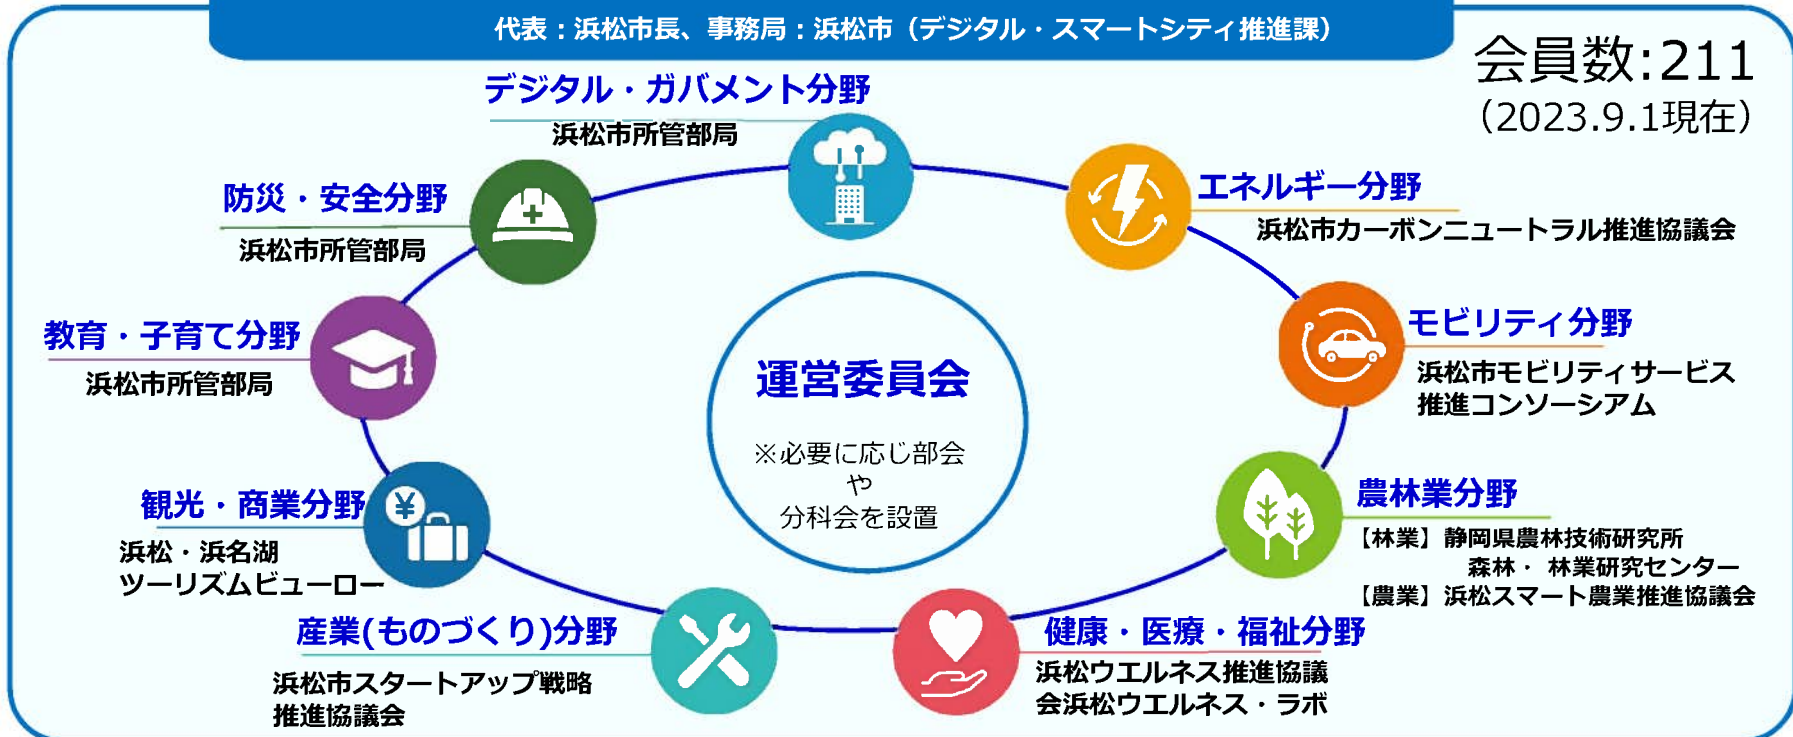 代表：浜松市長、事務局：浜松市（デジタル・スマートシティ推進課）
会員数:211
（2023.9.1現在）
デジタル・ガバメント分野
浜松市所管部局
防災・安全分野
浜松市所管部局
エネルギー分野
浜松市カーボンニュートラル推進協議会
教育・子育て分野
浜松市所管部局
モビリティ分野
浜松市モビリティサービス
推進コンソーシアム
運営委員会
※必要に応じ部会
や
分科会を設置
観光・商業分野
浜松・浜名湖
ツーリズムビューロー
¥
農林業分野
【林業】静岡県農林技術研究所
森林・ 林業研究センター
【農業】浜松スマート農業推進協議会
産業(ものづくり)分野
浜松市スタートアップ戦略
推進協議会
健康・医療・福祉分野
浜松ウエルネス推進協議
会浜松ウエルネス・ラボ